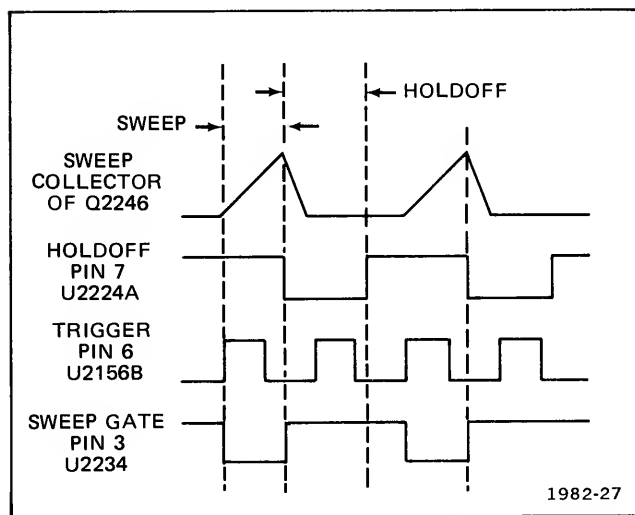 HOLDOFF
SWEEP
SWEEP
COLLECTOR
OF Q2246
HOLDOFF
PIN 7
U2224A
TRIGGER
PIN 6
U2156B
SWEEP GATE
PIN 3
U2234
1982-27